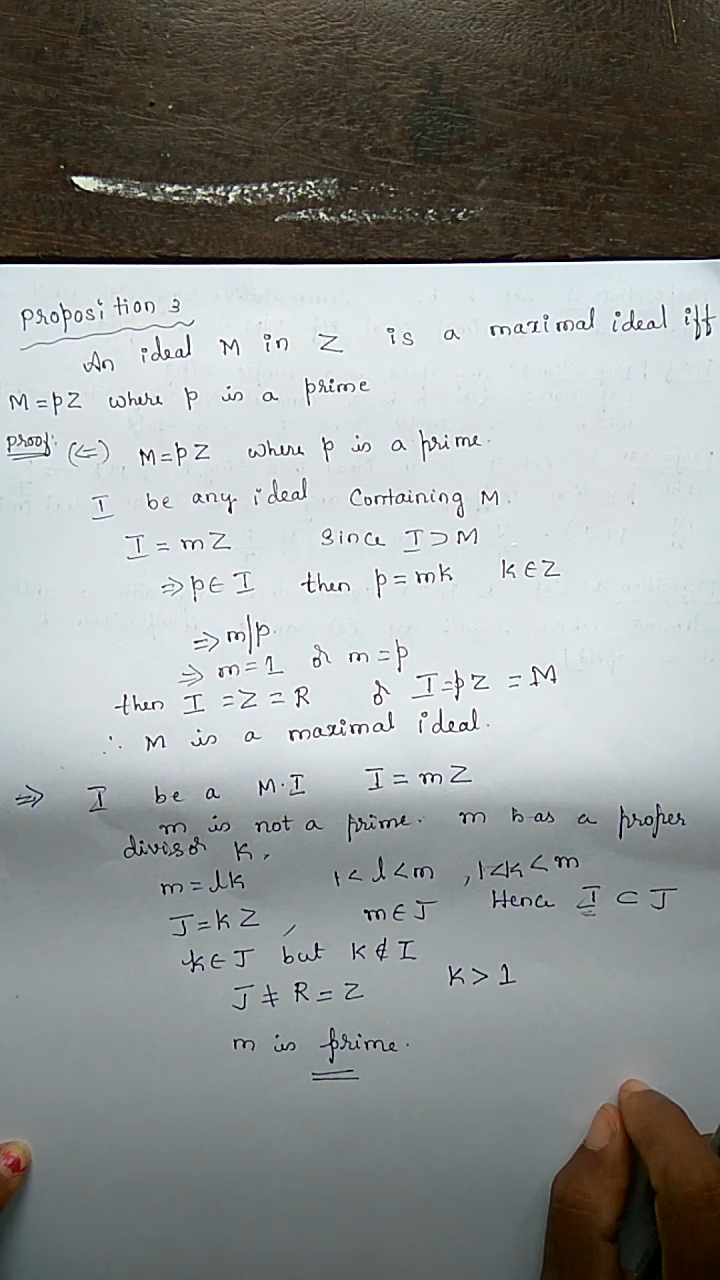 Proposition 3
An ideal M in Z is a maximal ideal iff
M=pZ where p is a prime
Proof: (⇐) M=pZ where p is a prime.
I be any ideal Containing M.
I = mZ Since I⊃M
⇒p∈I then p=mk k∈Z
⇒ m|p
⇒ m=1 or m=p
then I =Z=R or I=pZ =M
∴ M is a maximal ideal.
⇒ I be a M.I I=mZ
m is not a prime. m has a proper
divisor k,
m=lk 1<l<m ,1<k<m
J=kZ, m∈J Hence I⊂J
k∈J but k∉I
J≠R=Z k>1
m is prime.